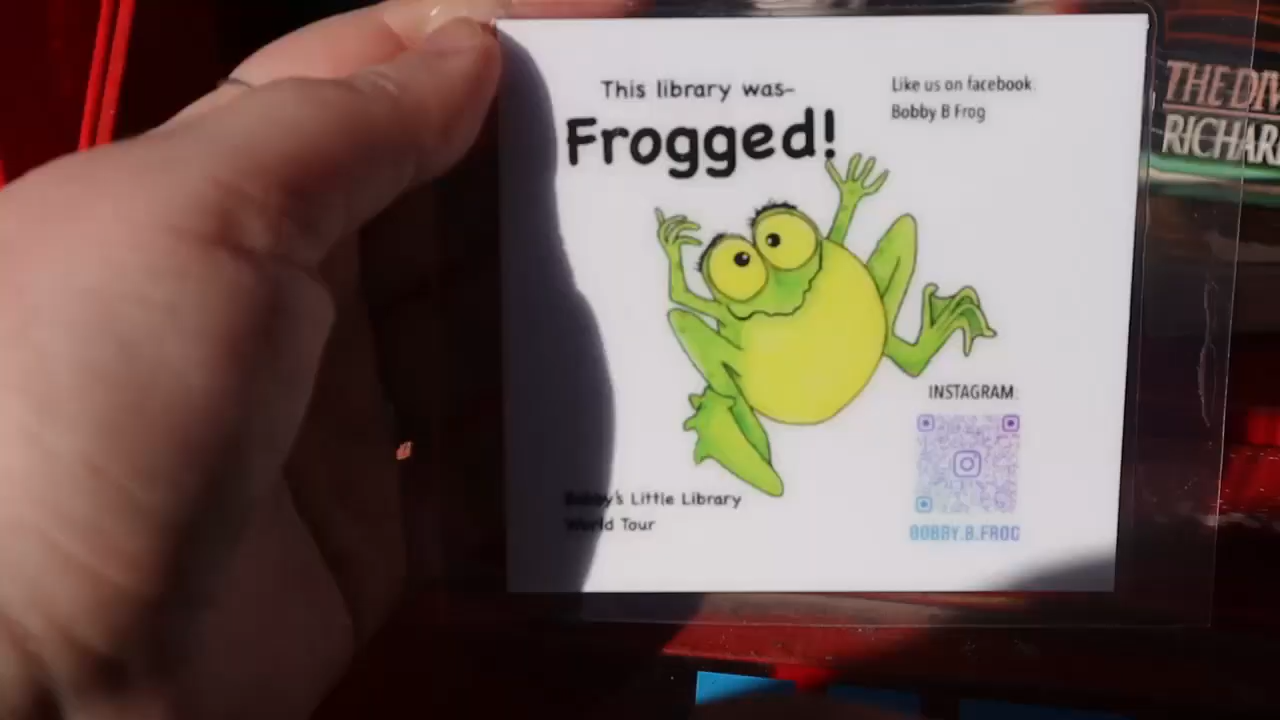 This library was-
Frogged!
Like us on facebook.
Bobby B Frog
INSTAGRAM:
BOBBY.B.FROG
Bobby's Little Library
World Tour
THE DIV
RICHAR